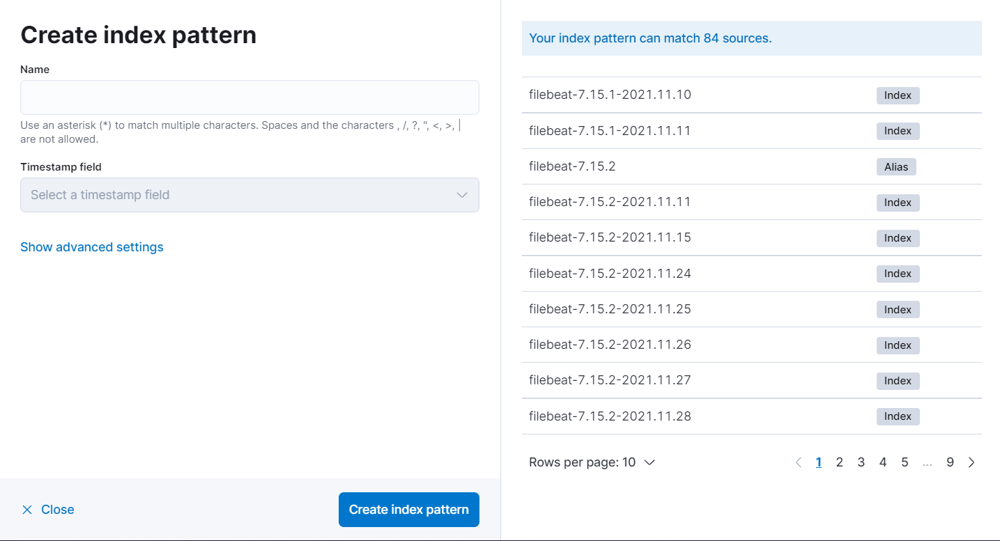 Create index pattern
Name
Use an asterisk (*) to match multiple characters. Spaces and the characters , /, ?, ", <, >, |
are not allowed.
Timestamp field
Select a timestamp field
Show advanced settings
Close
Create index pattern
Your index pattern can match 84 sources.
filebeat-7.15.1-2021.11.10 Index
filebeat-7.15.1-2021.11.11 Index
filebeat-7.15.2 Alias
filebeat-7.15.2-2021.11.11 Index
filebeat-7.15.2-2021.11.15 Index
filebeat-7.15.2-2021.11.24 Index
filebeat-7.15.2-2021.11.25 Index
filebeat-7.15.2-2021.11.26 Index
filebeat-7.15.2-2021.11.27 Index
filebeat-7.15.2-2021.11.28 Index
Rows per page: 10 1 2 3 4 5 ... 9